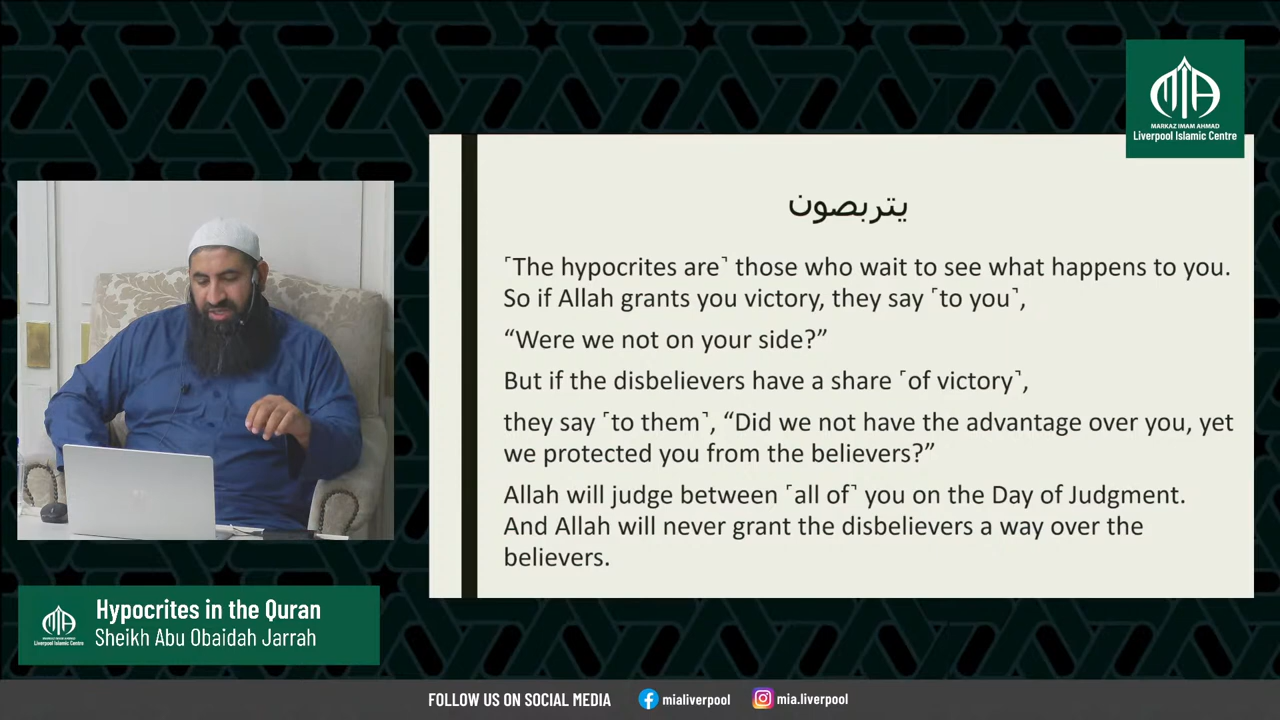 MIA
MARKAZ IMAM AHMAD
Liverpool Islamic Centre
يتربصون
⸢The hypocrites are⸣ those who wait to see what happens to you.
So if Allah grants you victory, they say ⸢to you⸣,
“Were we not on your side?”
But if the disbelievers have a share ⸢of victory⸣,
they say ⸢to them⸣, “Did we not have the advantage over you, yet
we protected you from the believers?”
Allah will judge between ⸢all of⸣ you on the Day of Judgment.
And Allah will never grant the disbelievers a way over the
believers.
Hypocrites in the Quran
Sheikh Abu Obaidah Jarrah
MARKAZ IMAM AHMAD
Liverpool Islamic Centre
FOLLOW US ON SOCIAL MEDIA mialiverpool mia.liverpool